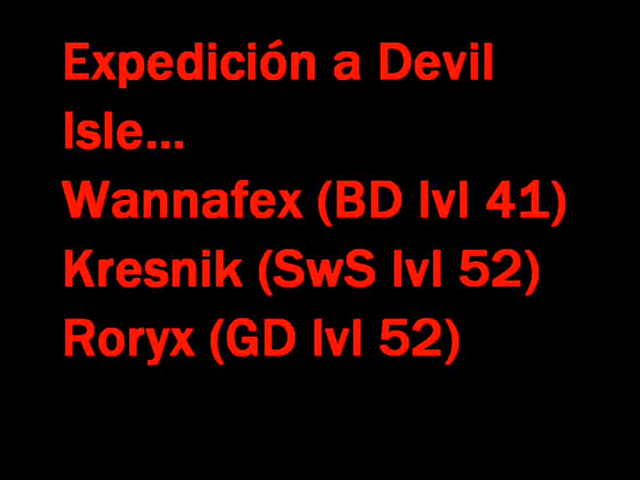 Expedición a Devil
Isle...
Wannafex (BD lvl 41)
Kresnik (SwS lvl 52)
Roryx (GD lvl 52)